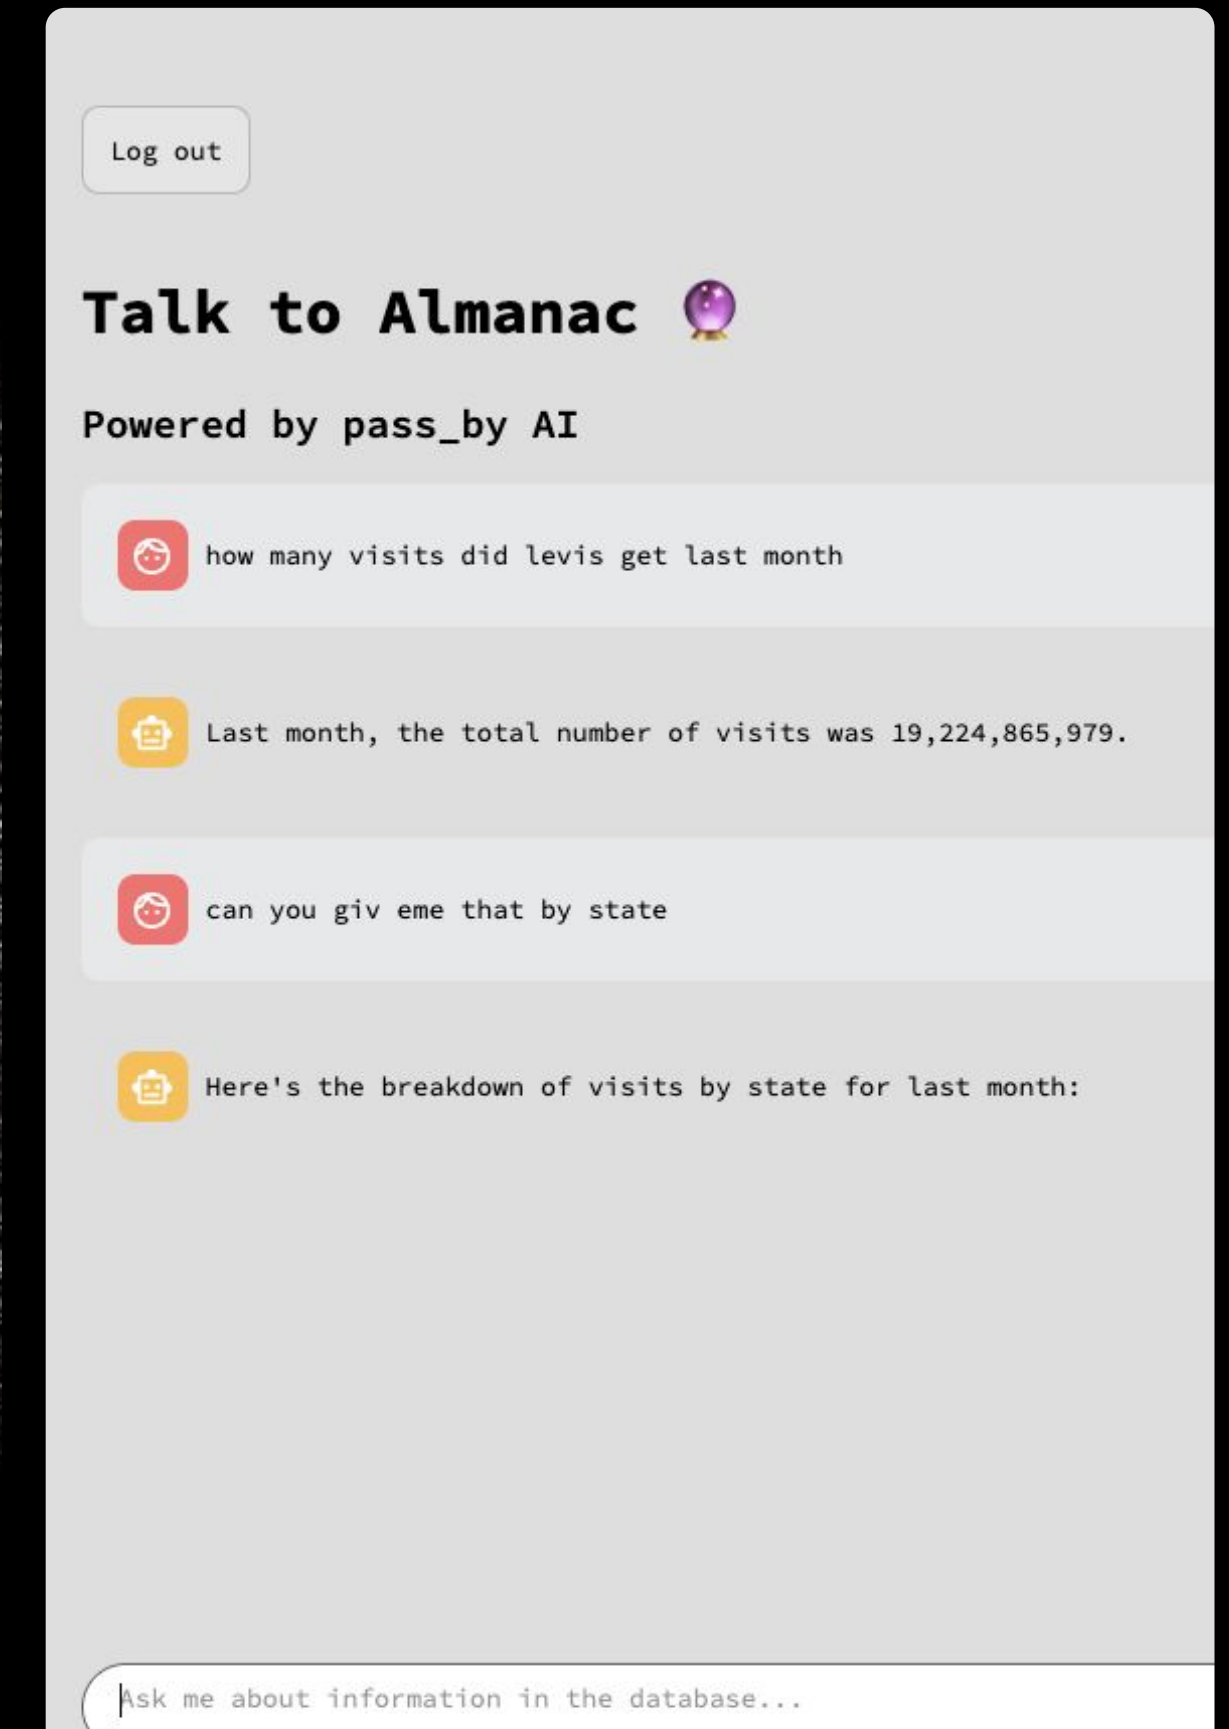 Log out
Talk to Almanac 🔮
Powered by pass_by AI
how many visits did levis get last month
Last month, the total number of visits was 19,224,865,979.
can you giv eme that by state
Here's the breakdown of visits by state for last month:
Ask me about information in the database...